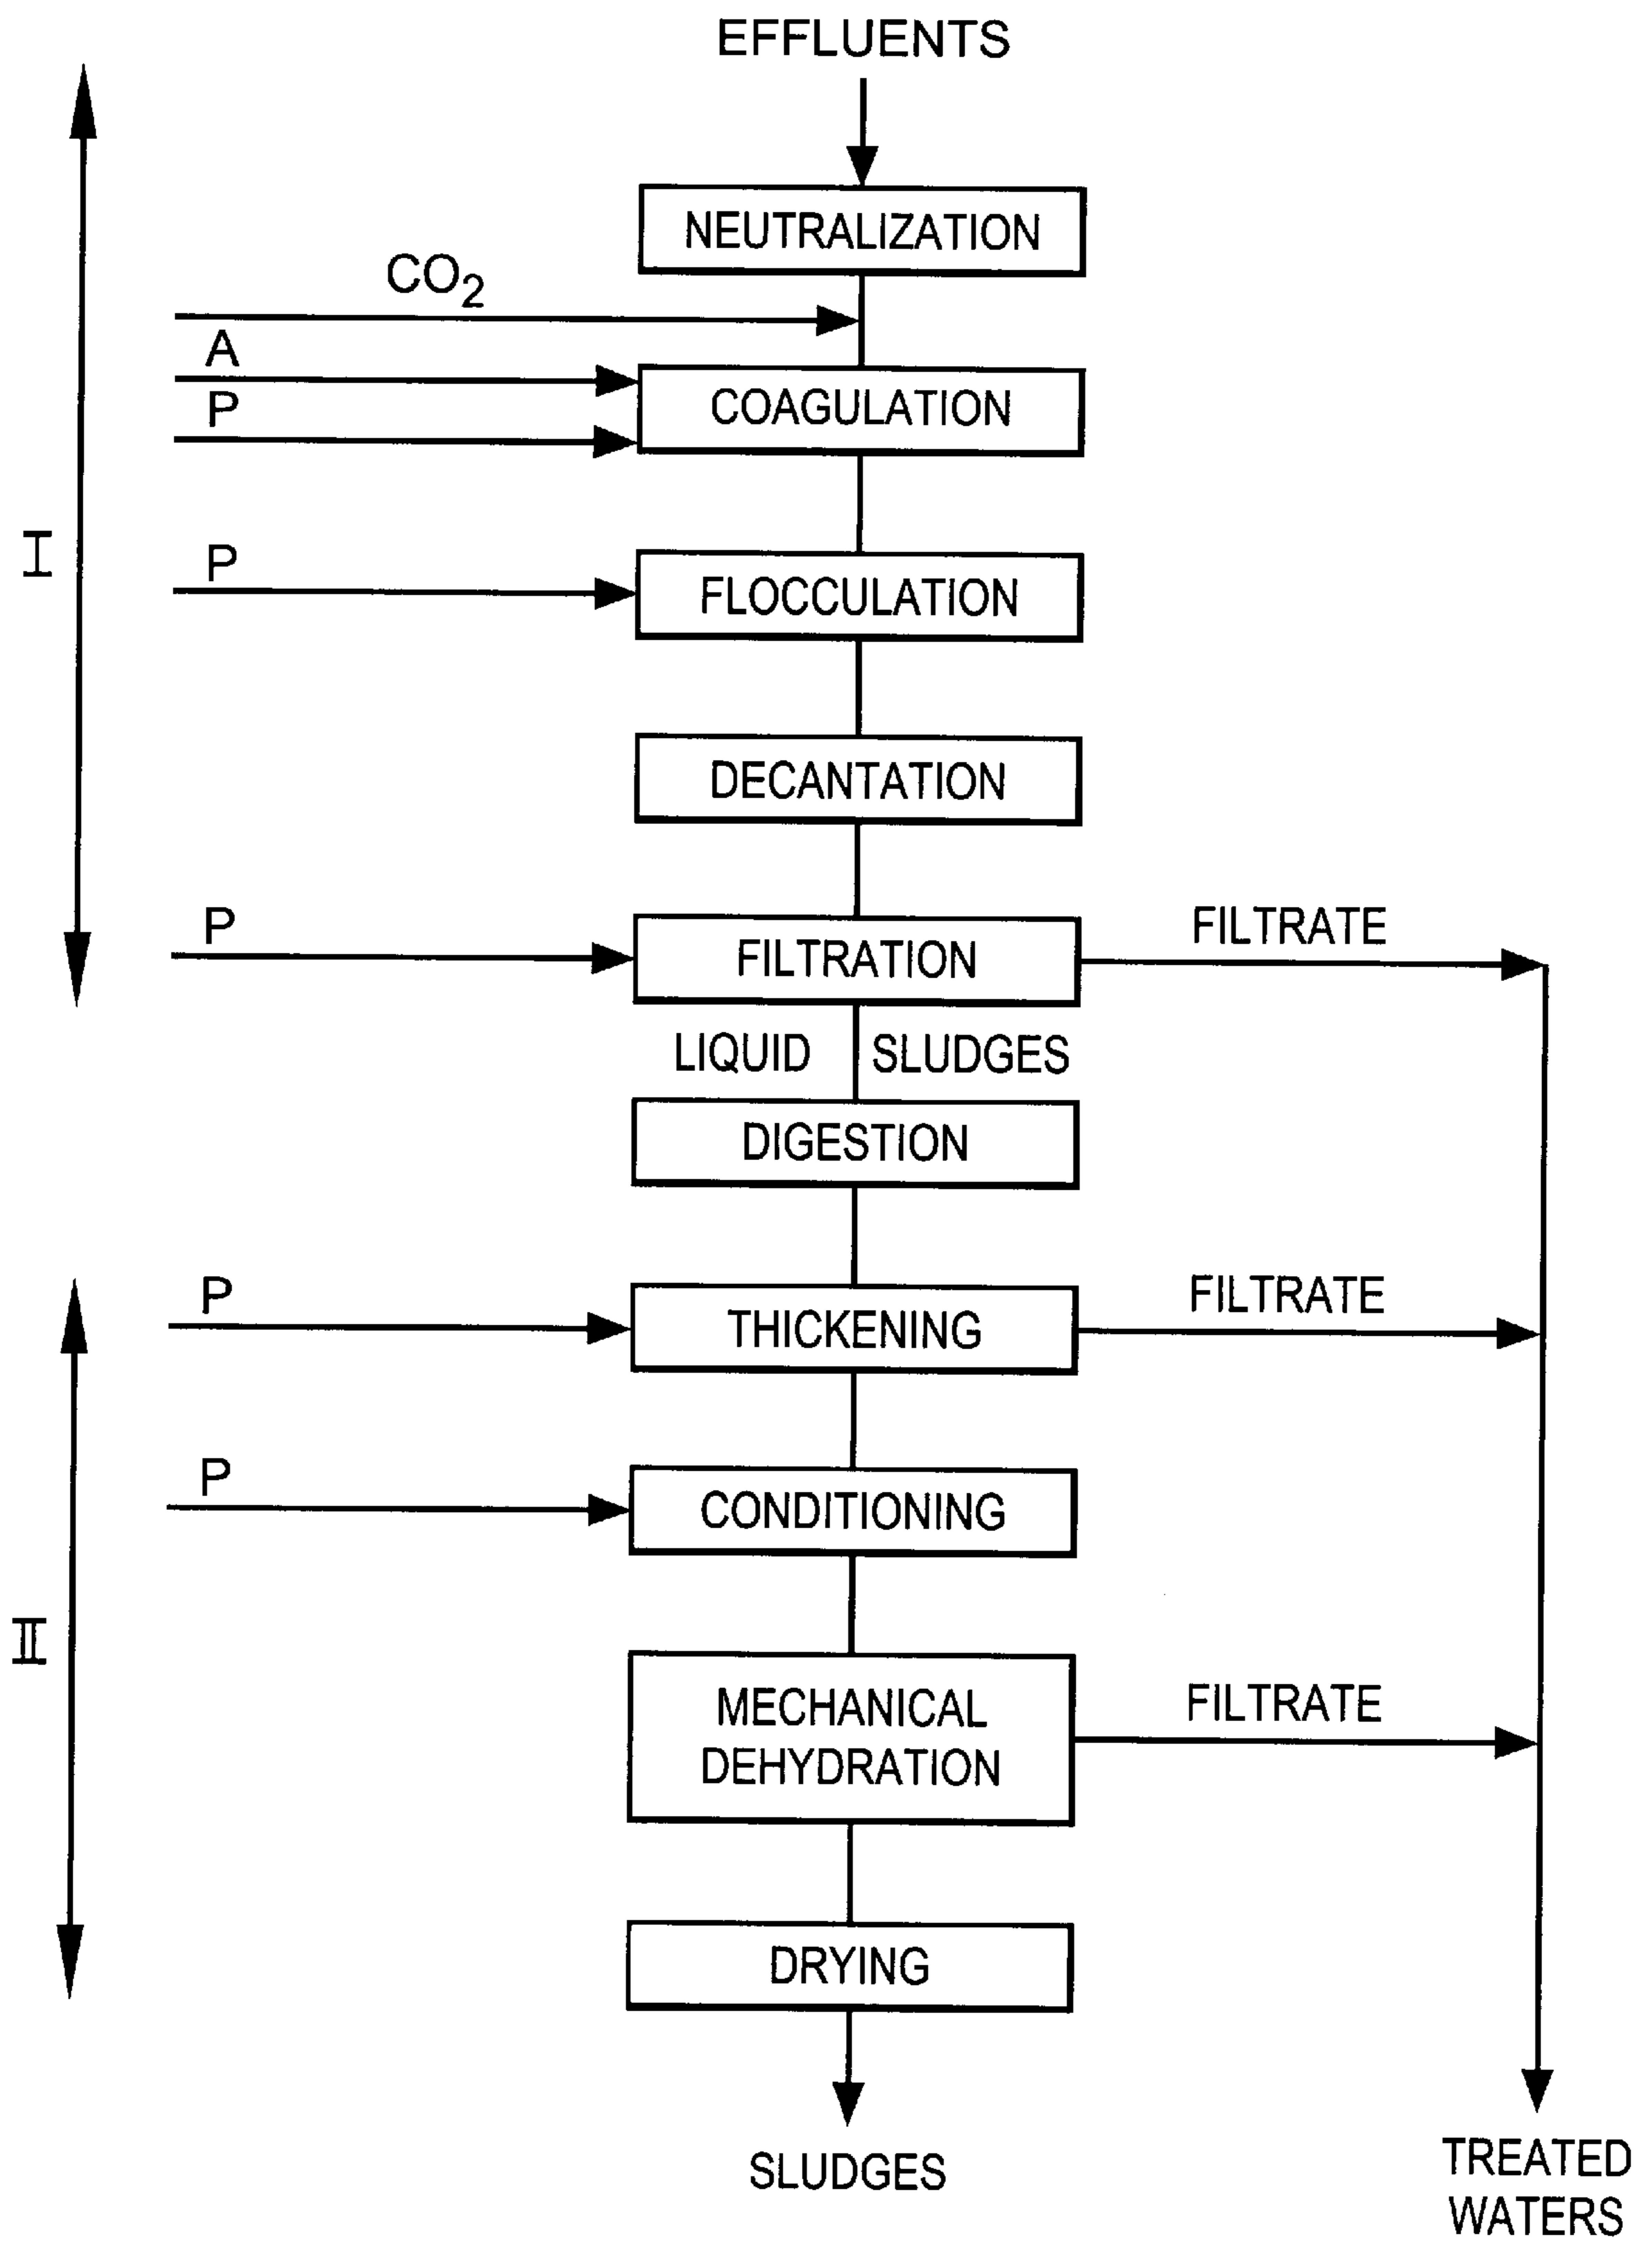 EFFLUENTS
NEUTRALIZATION
CO2
A
COAGULATION
P
I
P
FLOCCULATION
DECANTATION
P
FILTRATION
FILTRATE
LIQUID SLUDGES
DIGESTION
P
THICKENING
FILTRATE
P
CONDITIONING
II
MECHANICAL
DEHYDRATION
FILTRATE
DRYING
SLUDGES
TREATED
WATERS